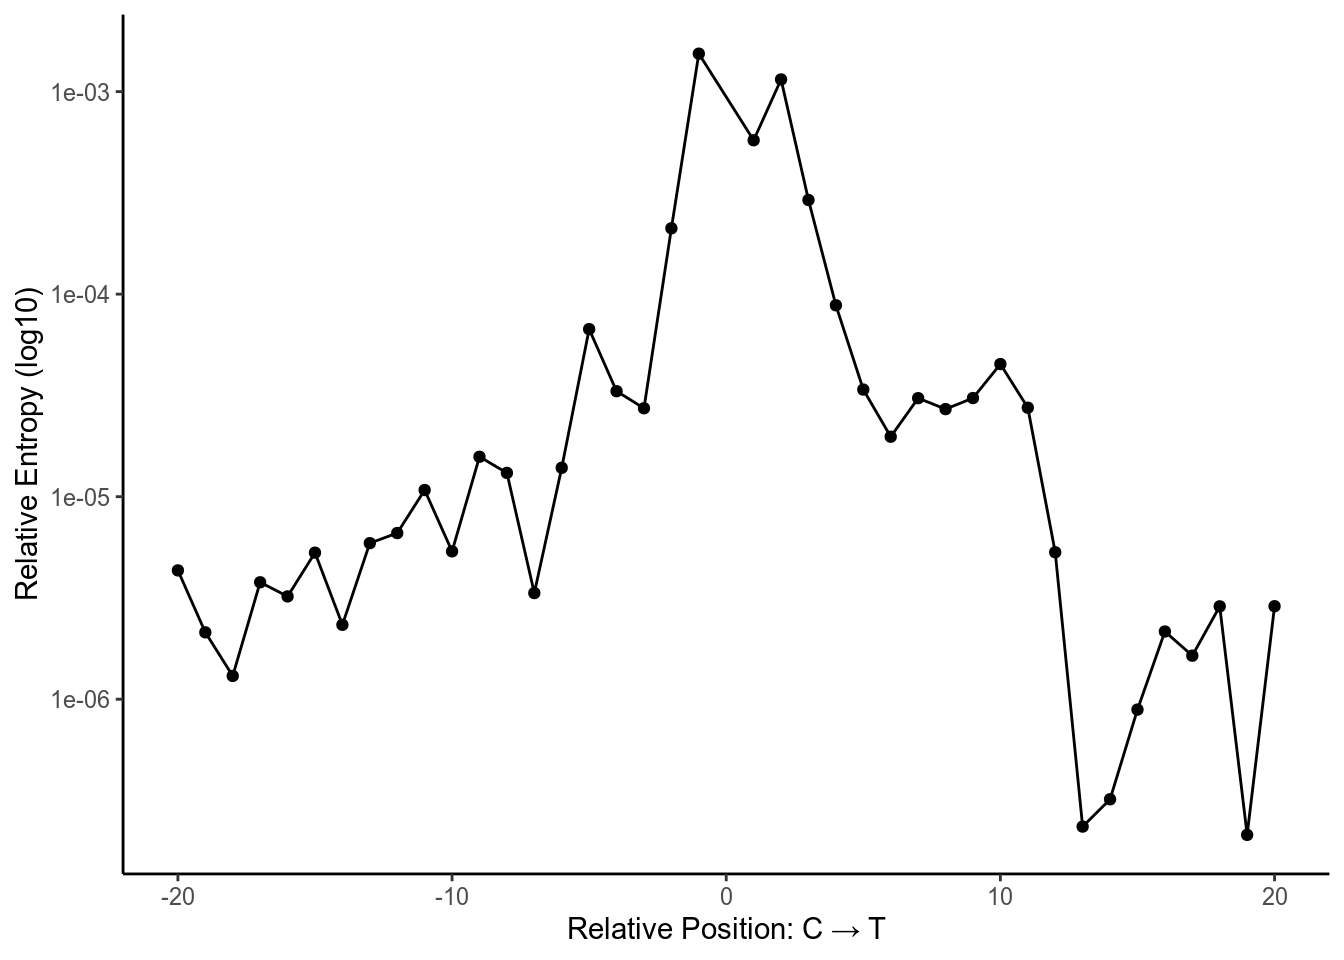 1e-03
1e-04
1e-05
1e-06
Relative Entropy (log10)
-20 -10 0 10 20
Relative Position: C → T